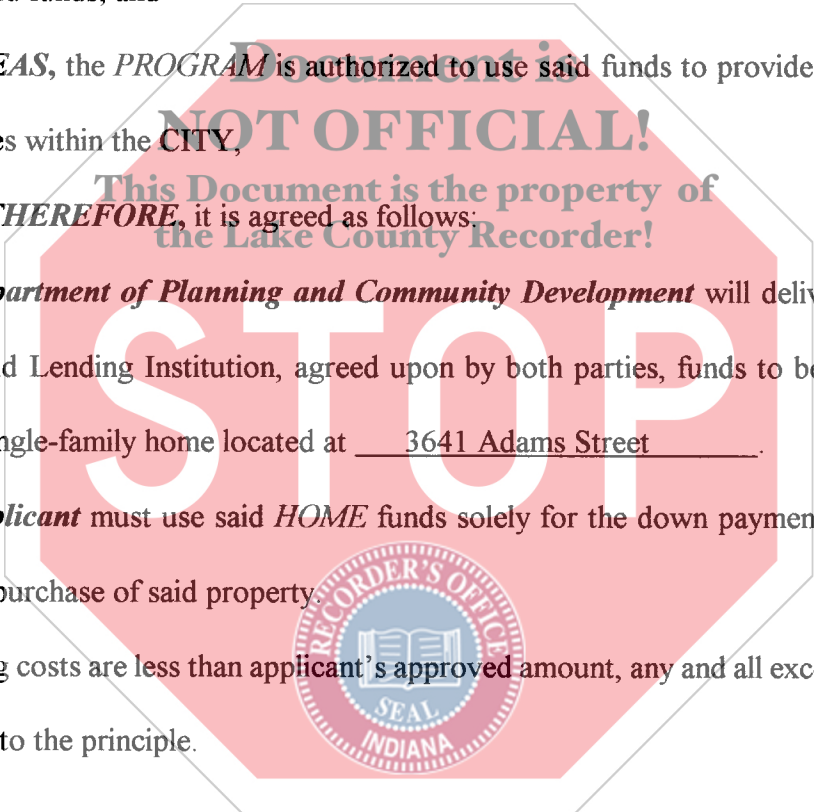 funds, and
EAS, the PROGRAM is authorized to use said funds to provide
es within the CITY,
THEREFORE, it is agreed as follows:
partment of Planning and Community Development will deliv
d Lending Institution, agreed upon by both parties, funds to be
ngle-family home located at 3641 Adams Street.
plicant must use said HOME funds solely for the down paymen
purchase of said property.
g costs are less than applicant's approved amount, any and all exc
to the principle.
Document is
NOT OFFICIAL!
This Document is the property of
the Lake County Recorder!
STOP
RECORDER'S OFFICE
SEAL
INDIANA